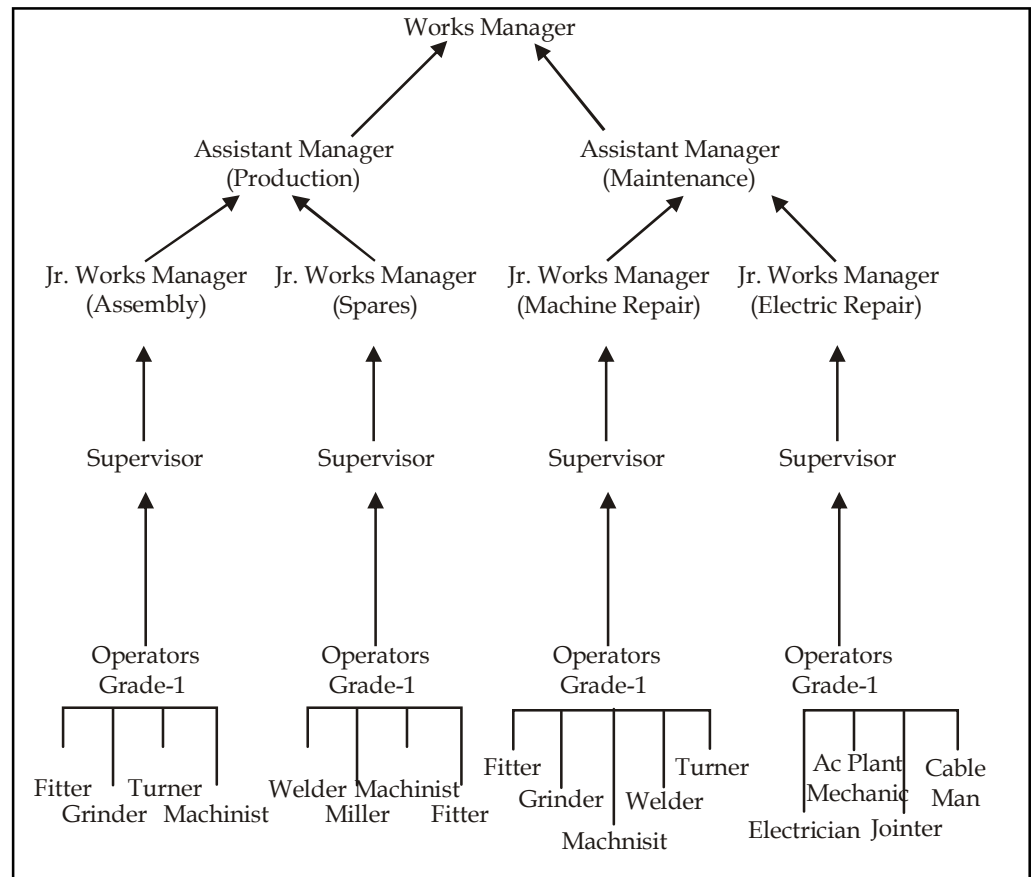 Works Manager
Assistant Manager
(Production)
Assistant Manager
(Maintenance)
Jr. Works Manager
(Assembly)
Jr. Works Manager
(Spares)
Jr. Works Manager
(Machine Repair)
Jr. Works Manager
(Electric Repair)
Supervisor
Supervisor
Supervisor
Supervisor
Operators
Grade-1
Operators
Grade-1
Operators
Grade-1
Operators
Grade-1
Fitter
Grinder
Turner
Machinist
Welder
Miller
Machinist
Fitter
Fitter
Grinder
Machnisit
Welder
Turner
Electrician
Ac Plant
Mechanic
Jointer
Cable
Man